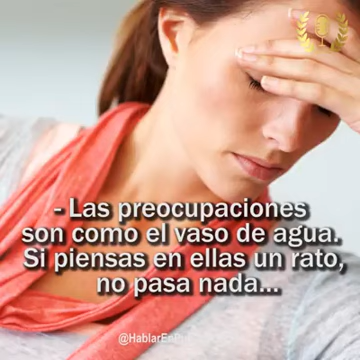 - Las preocupaciones
son como el vaso de agua.
Si piensas en ellas un rato,
no pasa nada...